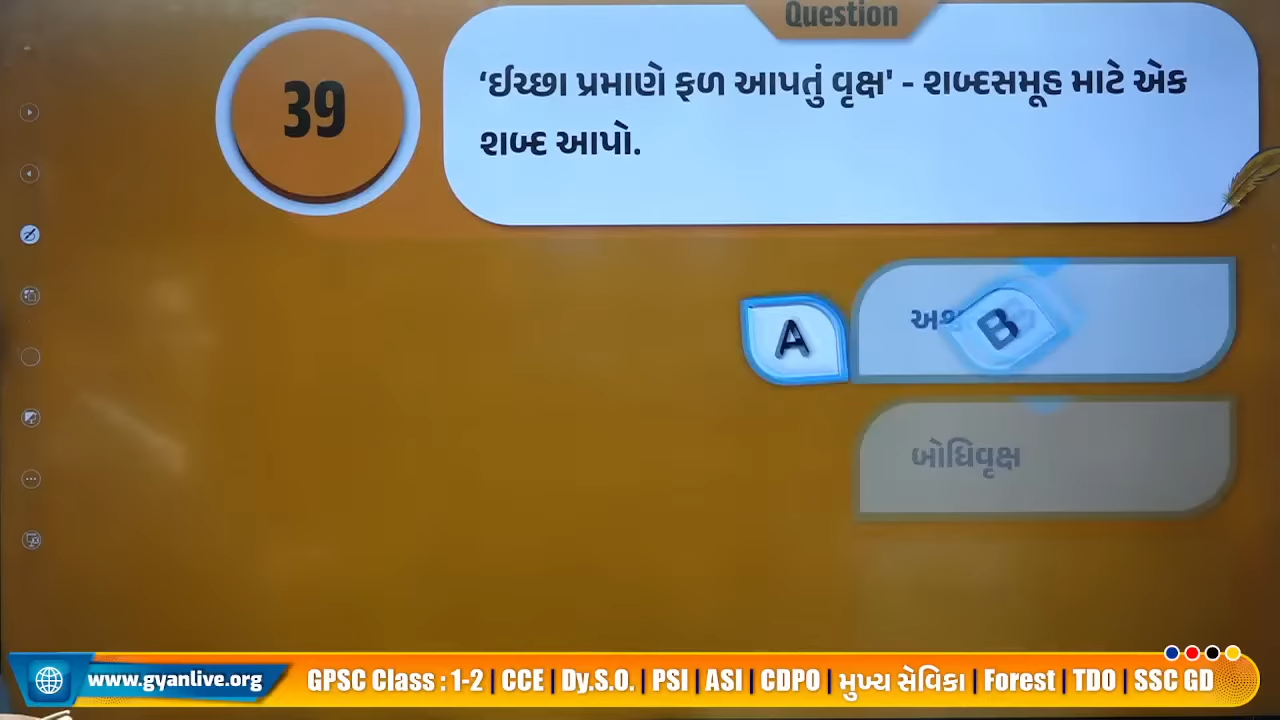 Question
39
‘ઈચ્છા પ્રમાણે ફળ આપતું વૃક્ષ' - શબ્દસમૂહ માટે એક
શબ્દ આપો.
A
B
બોધિવૃક્ષ
www.gyanlive.org
GPSC Class : 1-2 | CCE | Dy.S.O. | PSI | ASI | CDPO | મુખ્ય સેવિકા | Forest | TDO | SSC GD